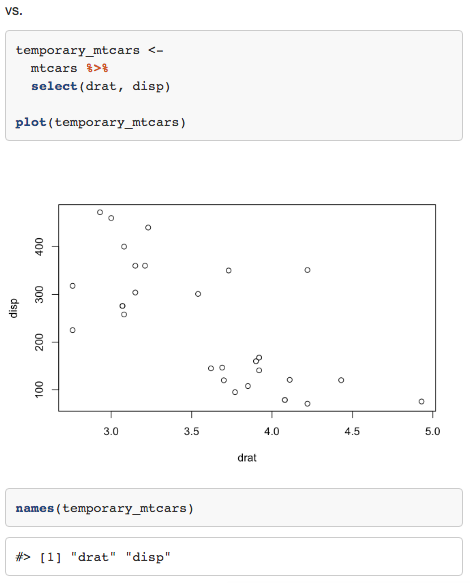 vs.
temporary_mtcars <-
  mtcars %>%
  select(drat, disp)

plot(temporary_mtcars)
400
300
200
100
disp
3.0 3.5 4.0 4.5 5.0
drat
names(temporary_mtcars)
#> [1] "drat" "disp"